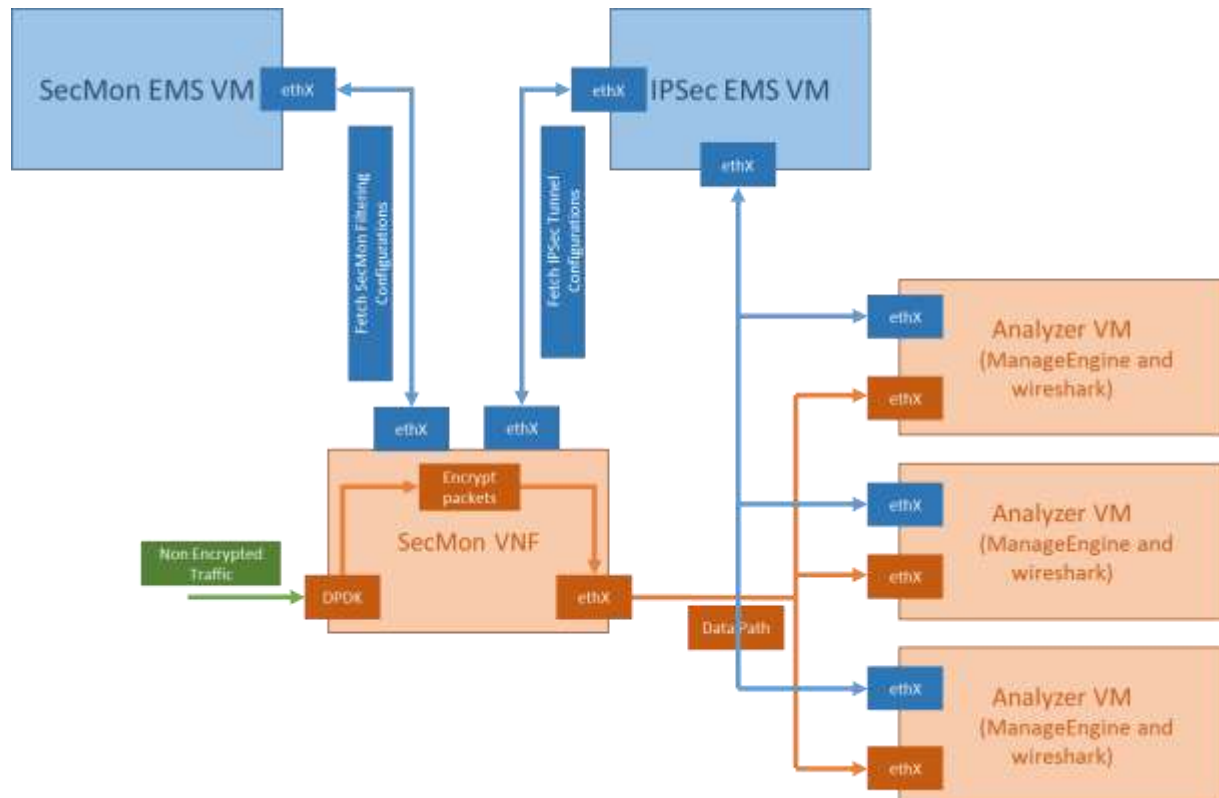 SecMon EMS VM
ethX
ethX
IPSec EMS VM
ethX
Fetch SecMon Filtering
Configurations
Fetch IPSec Tunnel
Configurations
ethX
ethX
Encrypt
packets
SecMon VNF
Non Encrypted
Traffic
DPDK
ethX
Data Path
ethX
Analyzer VM
(ManageEngine and
wireshark)
ethX
ethX
Analyzer VM
(ManageEngine and
wireshark)
ethX
ethX
Analyzer VM
(ManageEngine and
wireshark)
ethX